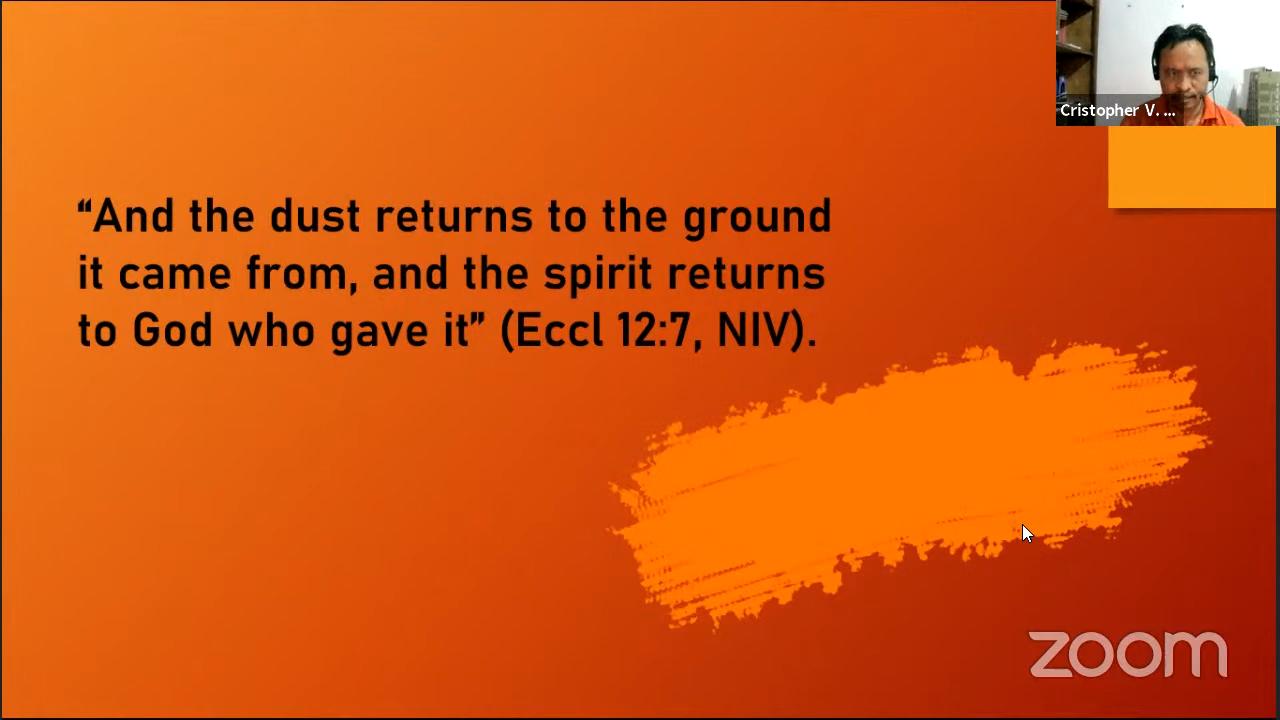 Cristopher V. ...
“And the dust returns to the ground
it came from, and the spirit returns
to God who gave it” (Eccl 12:7, NIV).
zoom